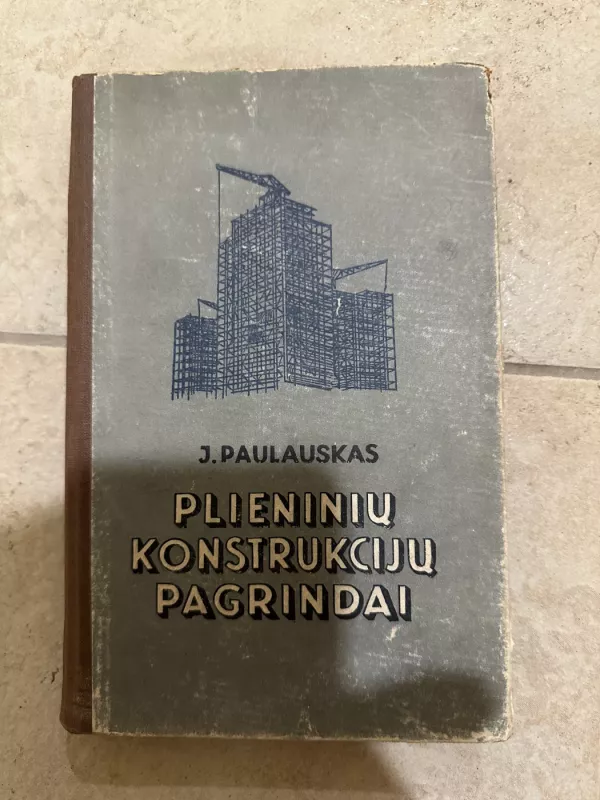 J. PAULAUSKAS
PLIENINIŲ
KONSTRUKCIJŲ
PAGRINDAI